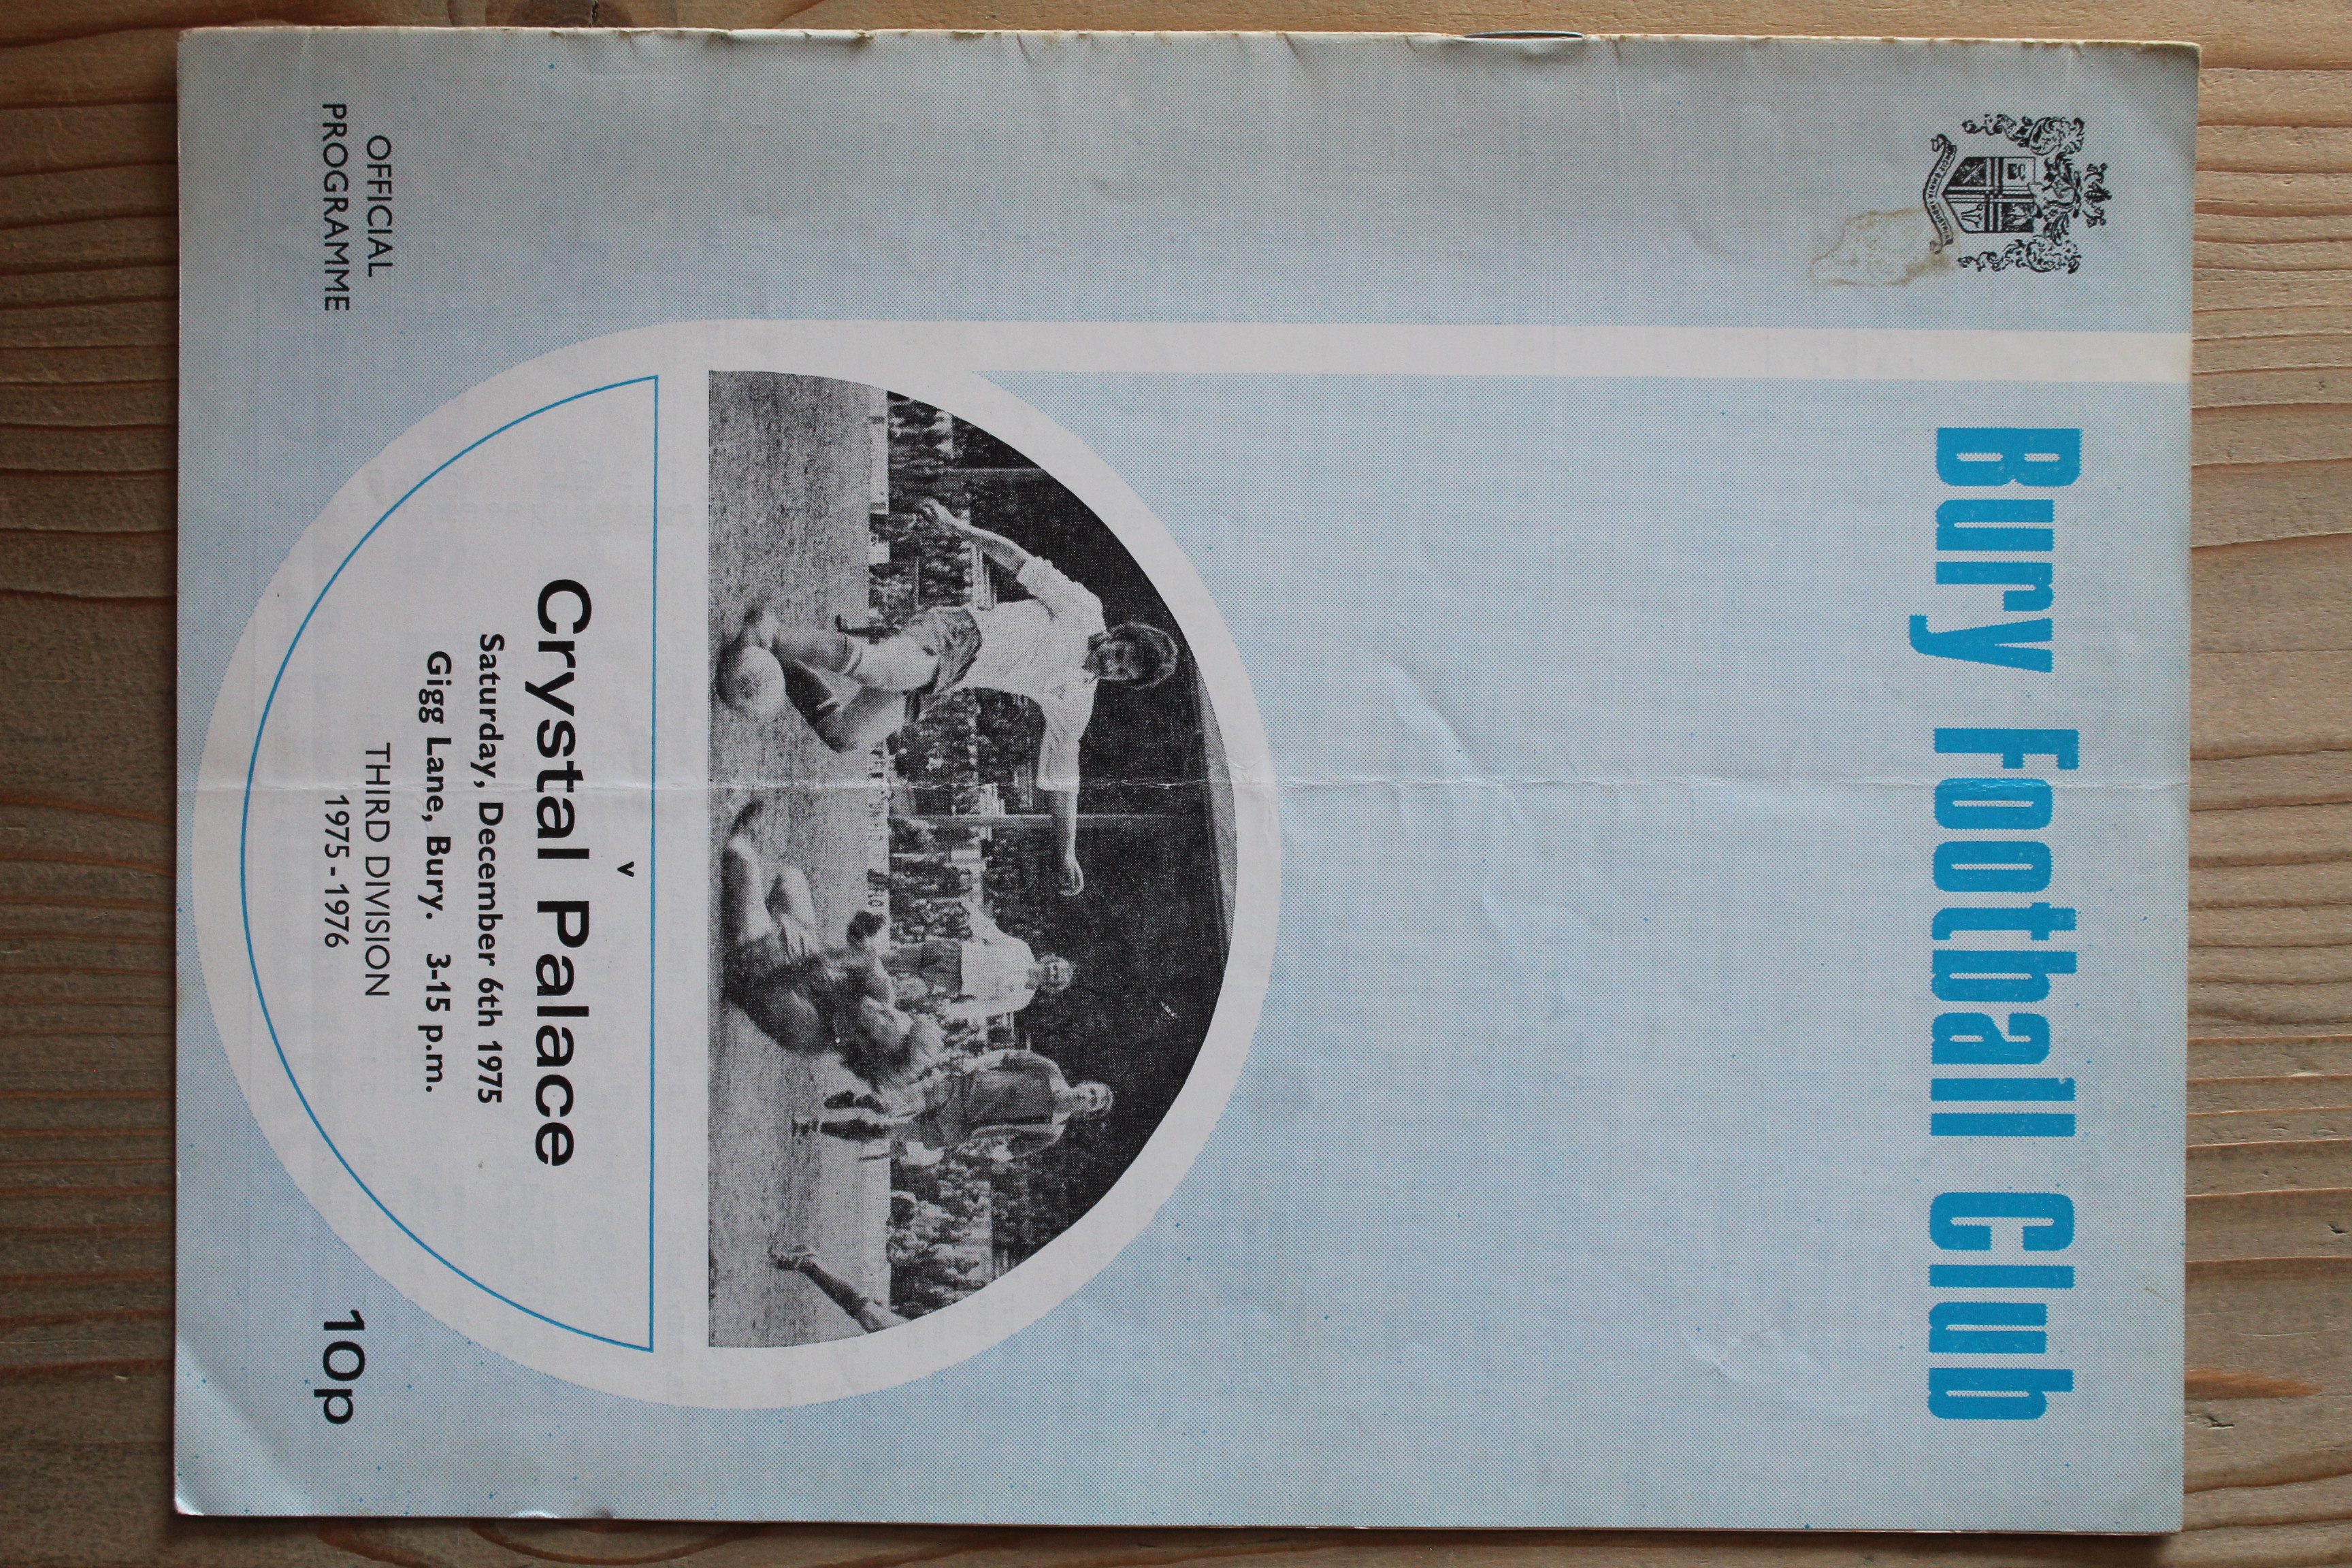 Bury Football Club
v
Crystal Palace
Saturday, December 6th 1975
Gigg Lane, Bury. 3-15 p.m.
THIRD DIVISION
1975-1976
OFFICIAL
PROGRAMME
10p